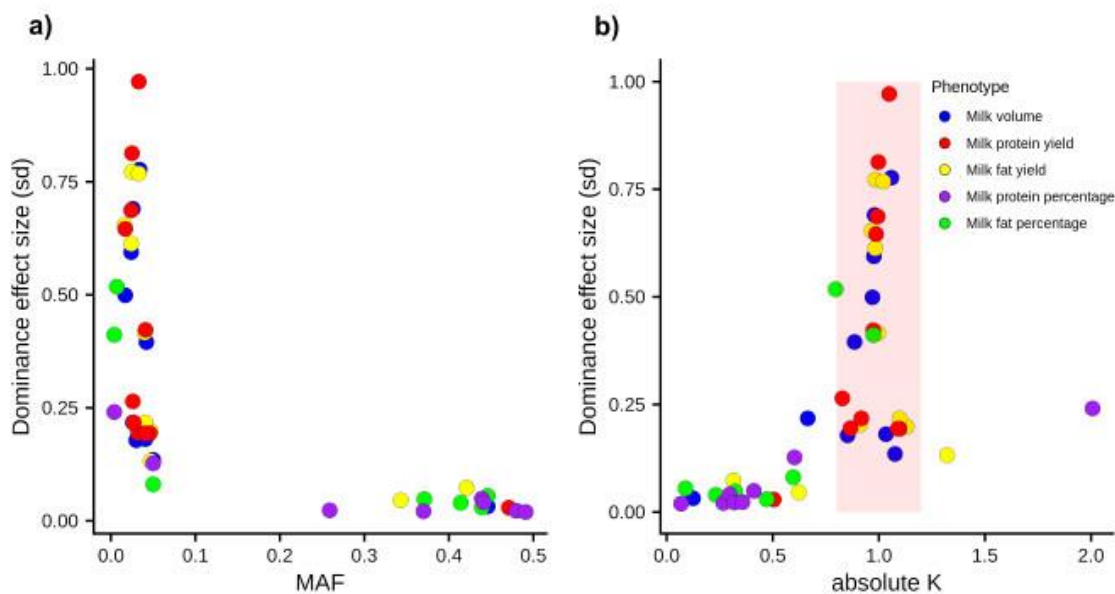 a)
Dominance effect size (sd)
1.00
0.75
0.50
0.25
0.00
0.0 0.1 0.2 0.3 0.4 0.5
MAF
b)
Dominance effect size (sd)
1.00
0.75
0.50
0.25
0.00
0.0 0.5 1.0 1.5 2.0
absolute K
Phenotype
Milk volume
Milk protein yield
Milk fat yield
Milk protein percentage
Milk fat percentage